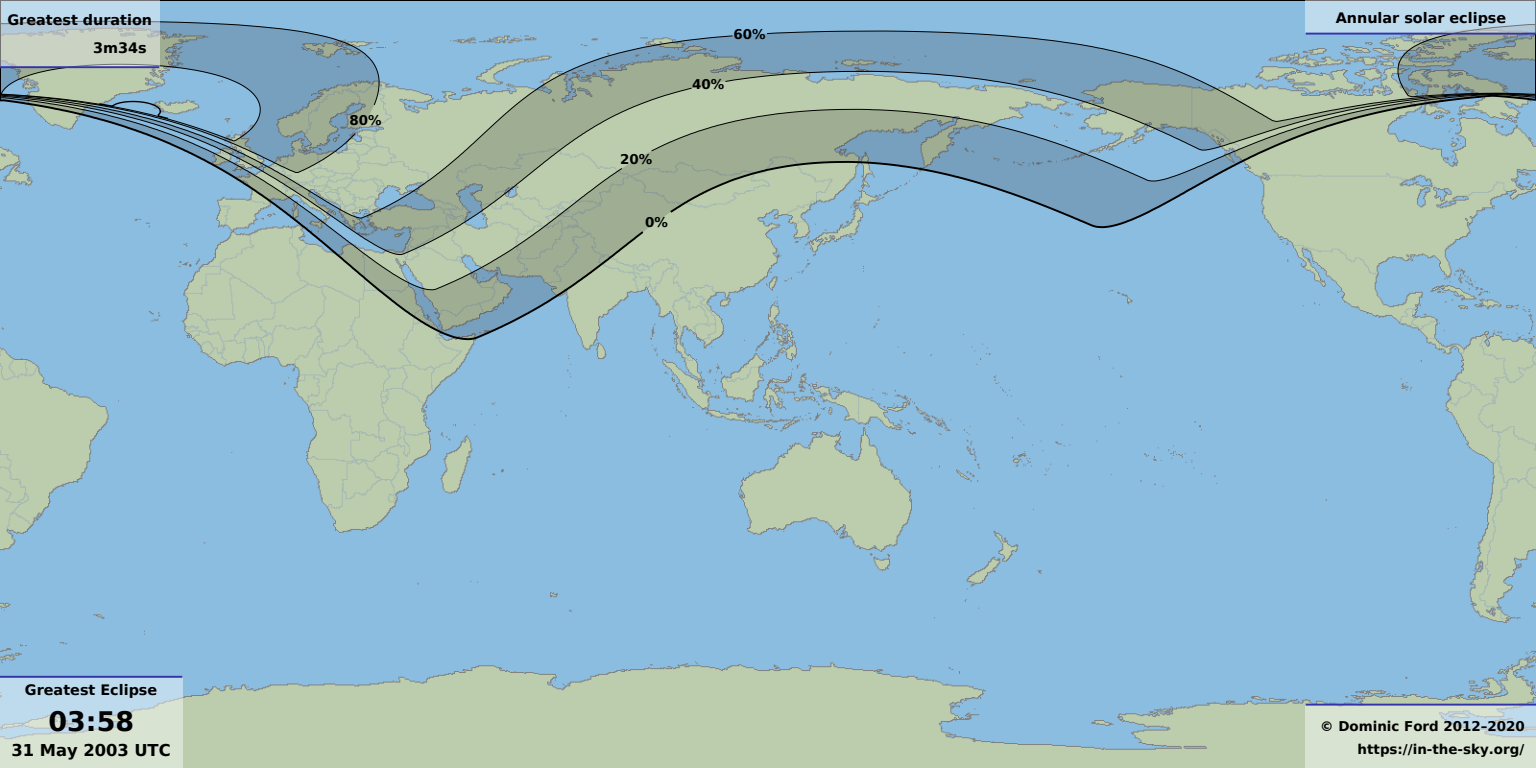 Greatest duration
3m34s
Annular solar eclipse
60%
40%
80%
20%
0%
Greatest Eclipse
03:58
31 May 2003 UTC
© Dominic Ford 2012–2020
https://in-the-sky.org/